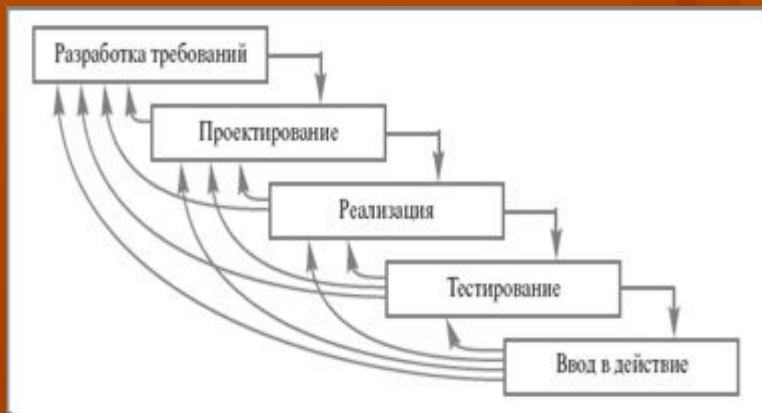 Разработка требований
Проектирование
Реализация
Тестирование
Ввод в действие